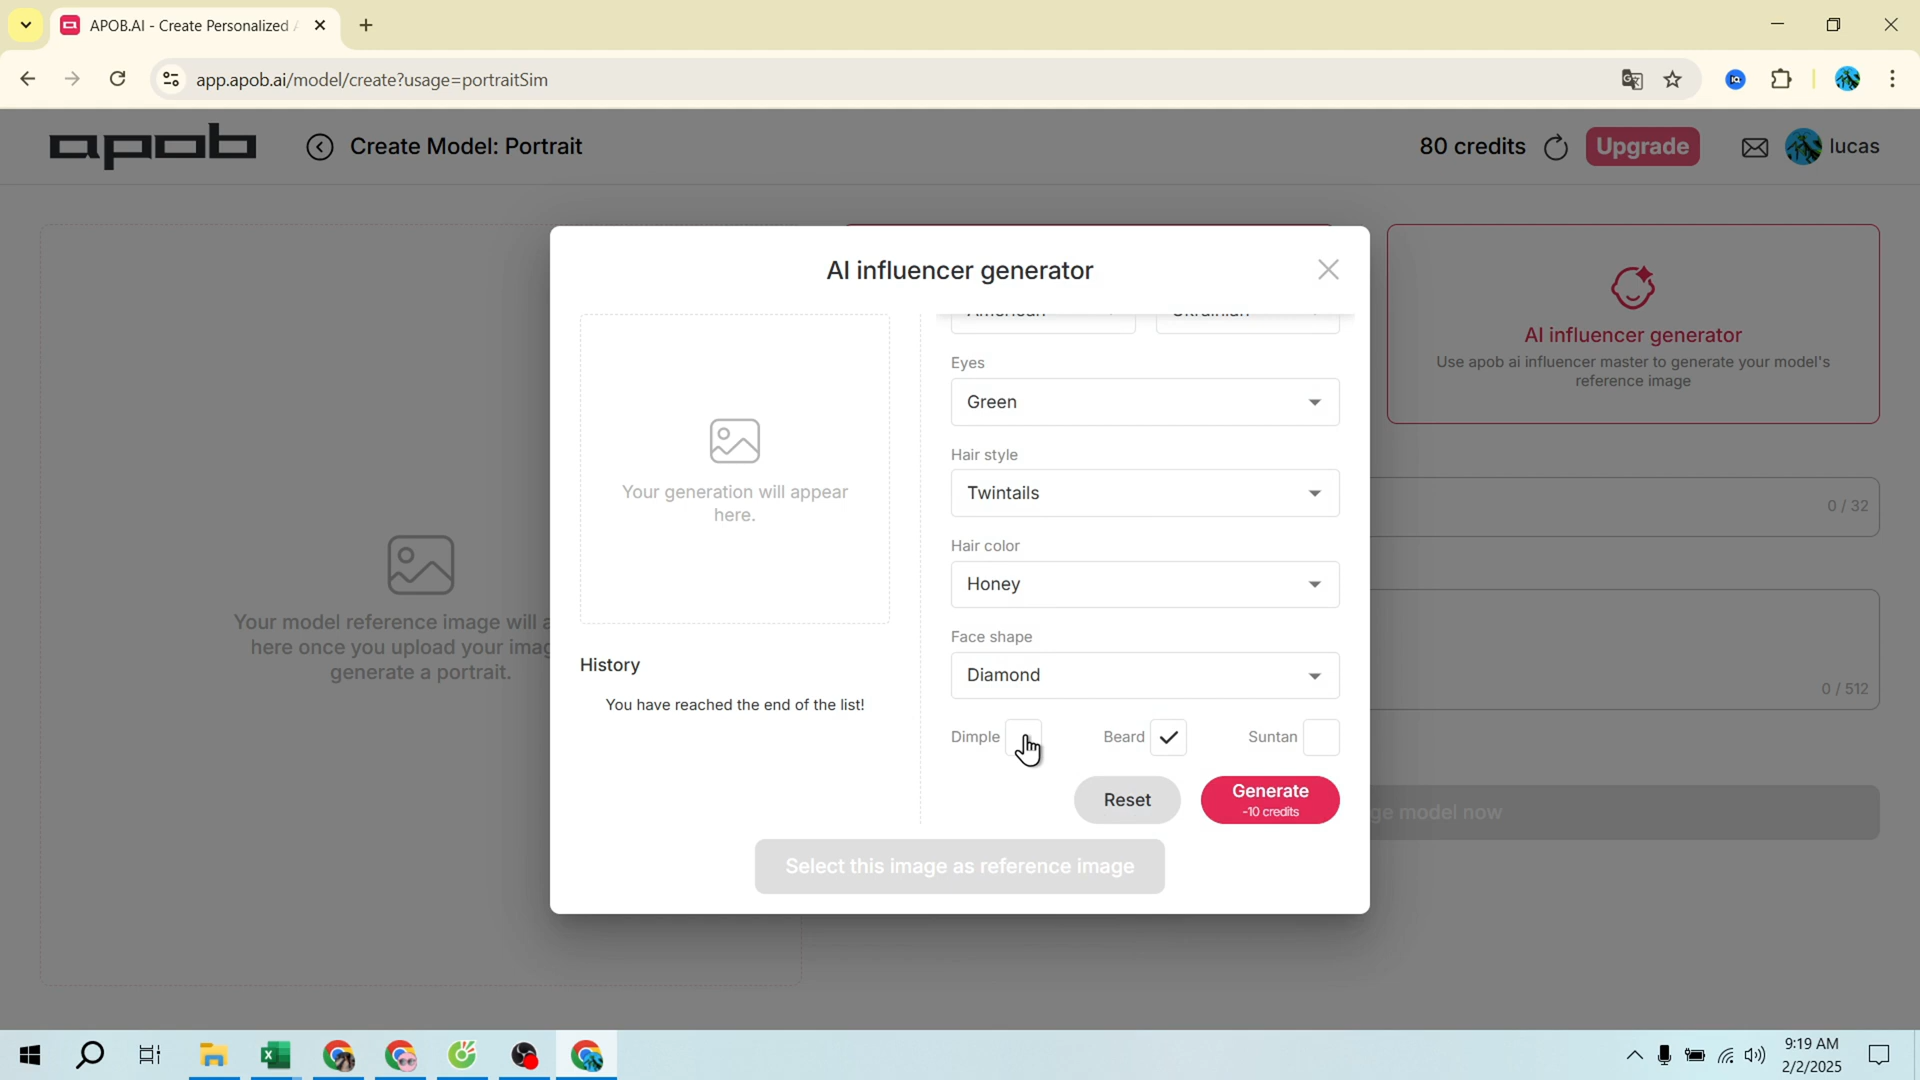 APOB.AI - Create Personalized
app.apob.ai/model/create?usage=portraitSim
apob
Create Model: Portrait
80 credits
Upgrade
lucas
AI influencer generator
AI influencer generator
Use apob ai influencer master to generate your model's
reference image
American
Ukrainian
Eyes
Green
Your generation will appear
here.
Hair style
Twintails
0 / 32
Hair color
Honey
Your model reference image will a
here once you upload your imag
generate a portrait.
Face shape
Diamond
0 / 512
History
You have reached the end of the list!
Dimple
Beard
Suntan
Reset
Generate
-10 credits
ge model now
Select this image as reference image
9:19 AM
2/2/2025